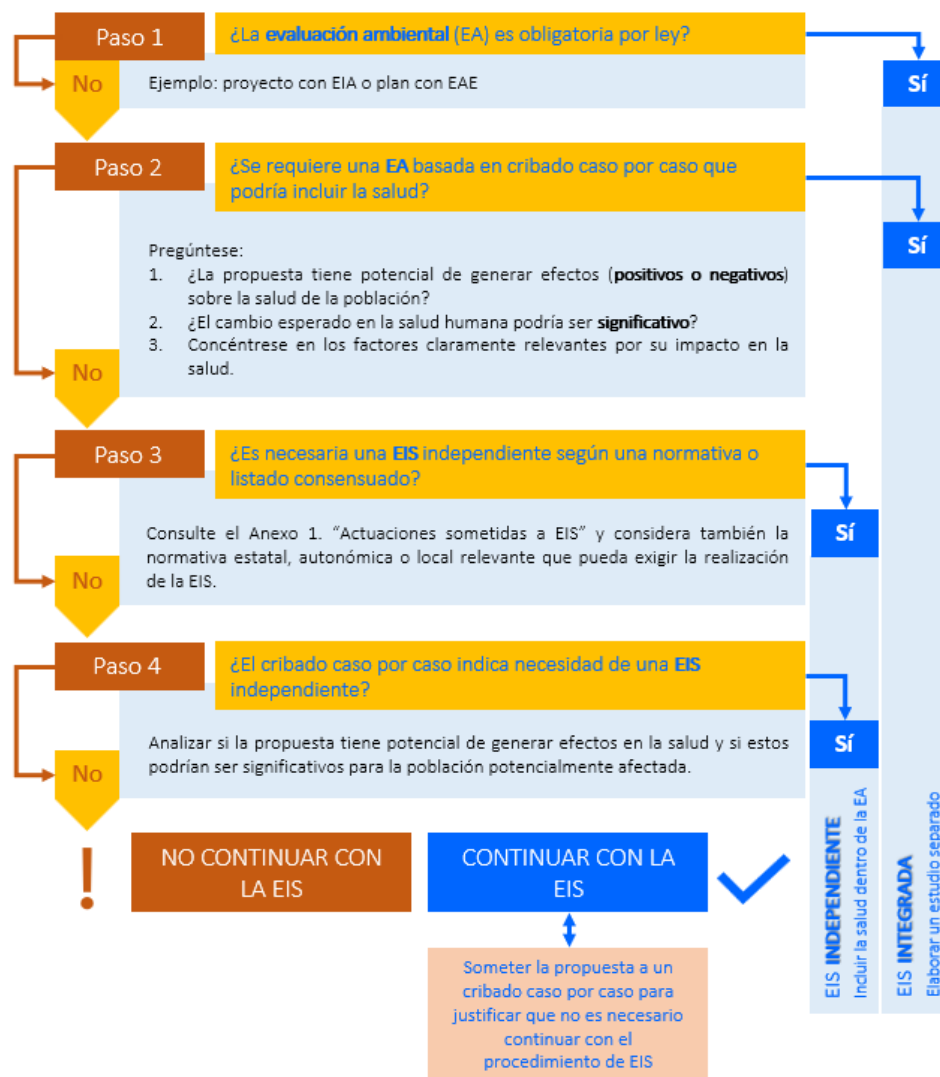 Paso 1
¿La evaluación ambiental (EA) es obligatoria por ley?
No
Ejemplo: proyecto con EIA o plan con EAE
Sí
Paso 2
¿Se requiere una EA basada en cribado caso por caso que
podría incluir la salud?
Sí
Pregúntese:
1. ¿La propuesta tiene potencial de generar efectos (positivos o negativos)
sobre la salud de la población?
2. ¿El cambio esperado en la salud humana podría ser significativo?
3. Concéntrese en los factores claramente relevantes por su impacto en la
salud.
No
Paso 3
¿Es necesaria una EIS independiente según una normativa o
listado consensuado?
Sí
Consulte el Anexo 1. “Actuaciones sometidas a EIS” y considera también la
normativa estatal, autonómica o local relevante que pueda exigir la realización
de la EIS.
No
Paso 4
¿El cribado caso por caso indica necesidad de una EIS
independiente?
Sí
Analizar si la propuesta tiene potencial de generar efectos en la salud y si estos
podrían ser significativos para la población potencialmente afectada.
No
!
NO CONTINUAR CON
LA EIS
CONTINUAR CON LA
EIS
Someter la propuesta a un
cribado caso por caso para
justificar que no es necesario
continuar con el
procedimiento de EIS
EIS INDEPENDIENTE
Incluir la salud dentro de la EA
EIS INTEGRADA
Elaborar un estudio separado